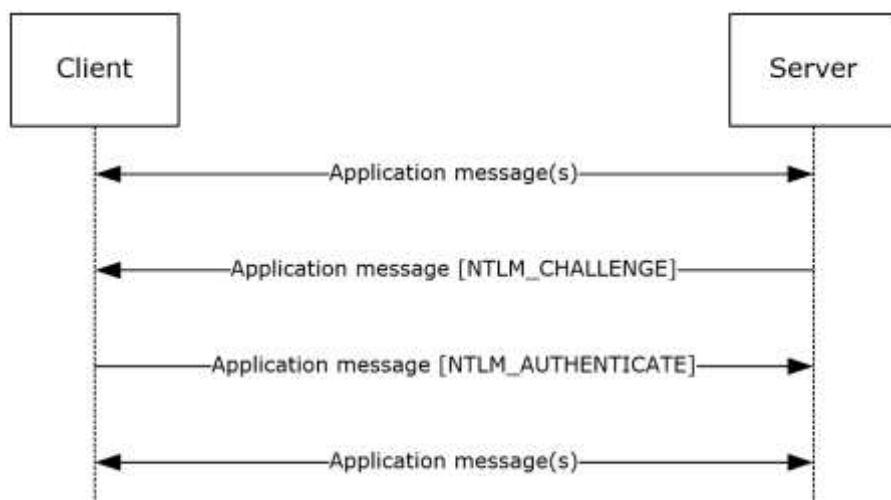 Client
Server
Application message(s)
Application message [NTLM_CHALLENGE]
Application message [NTLM_AUTHENTICATE]
Application message(s)